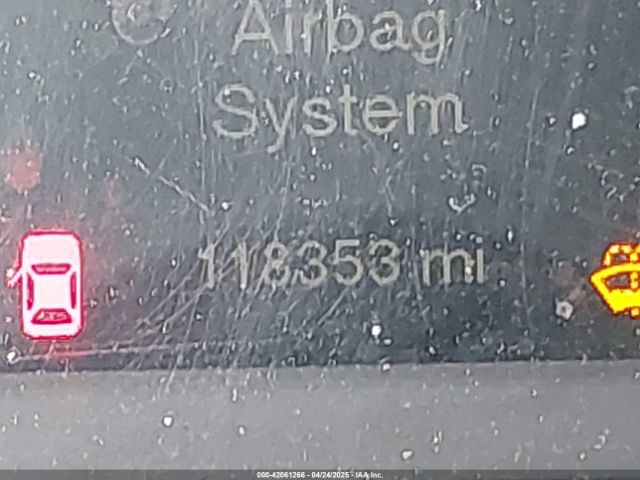 Airbag
System
118353 mi
000-42061266 - 04/24/2025 - IAA Inc.